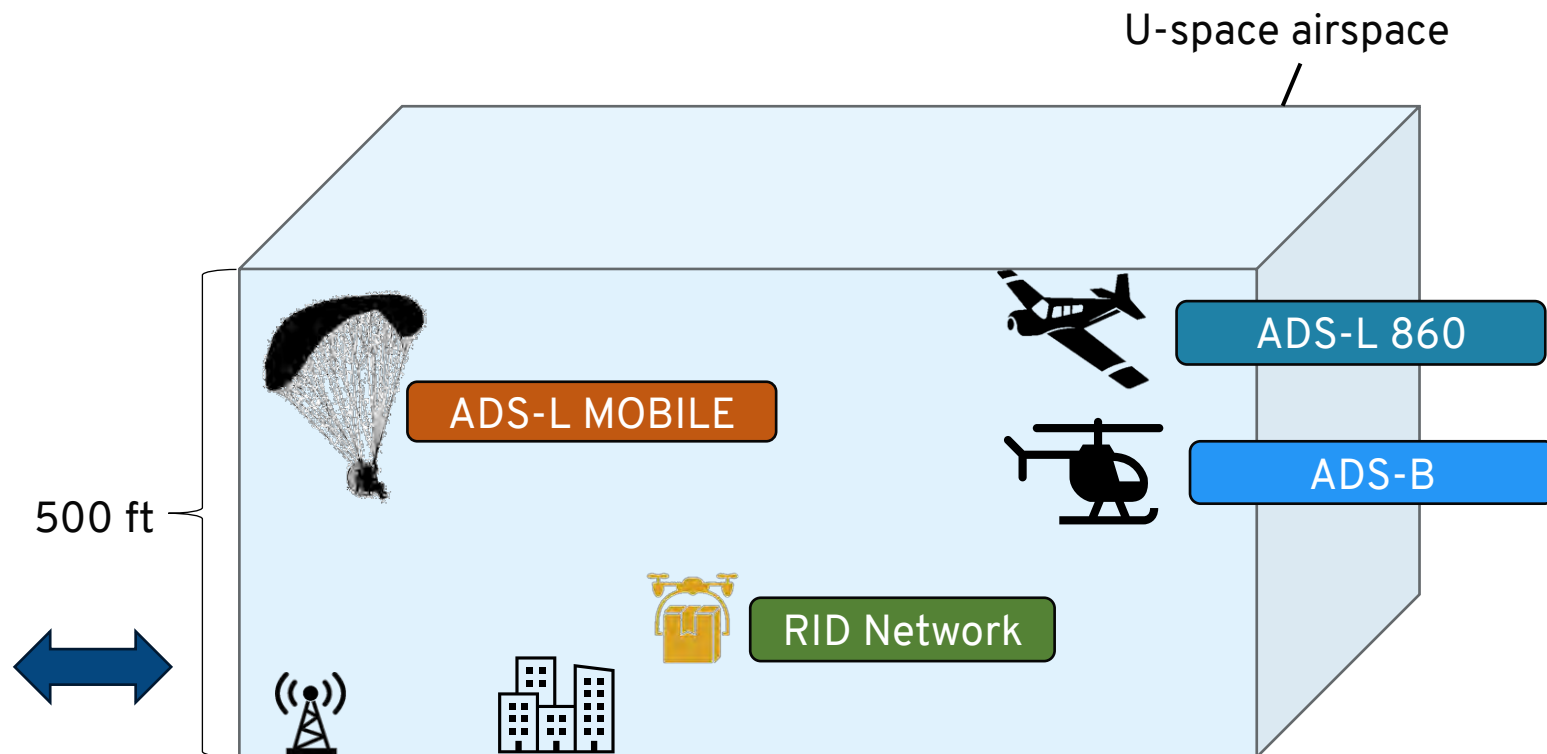 U-space airspace
ADS-L 860
ADS-L MOBILE
ADS-B
500 ft
RID Network